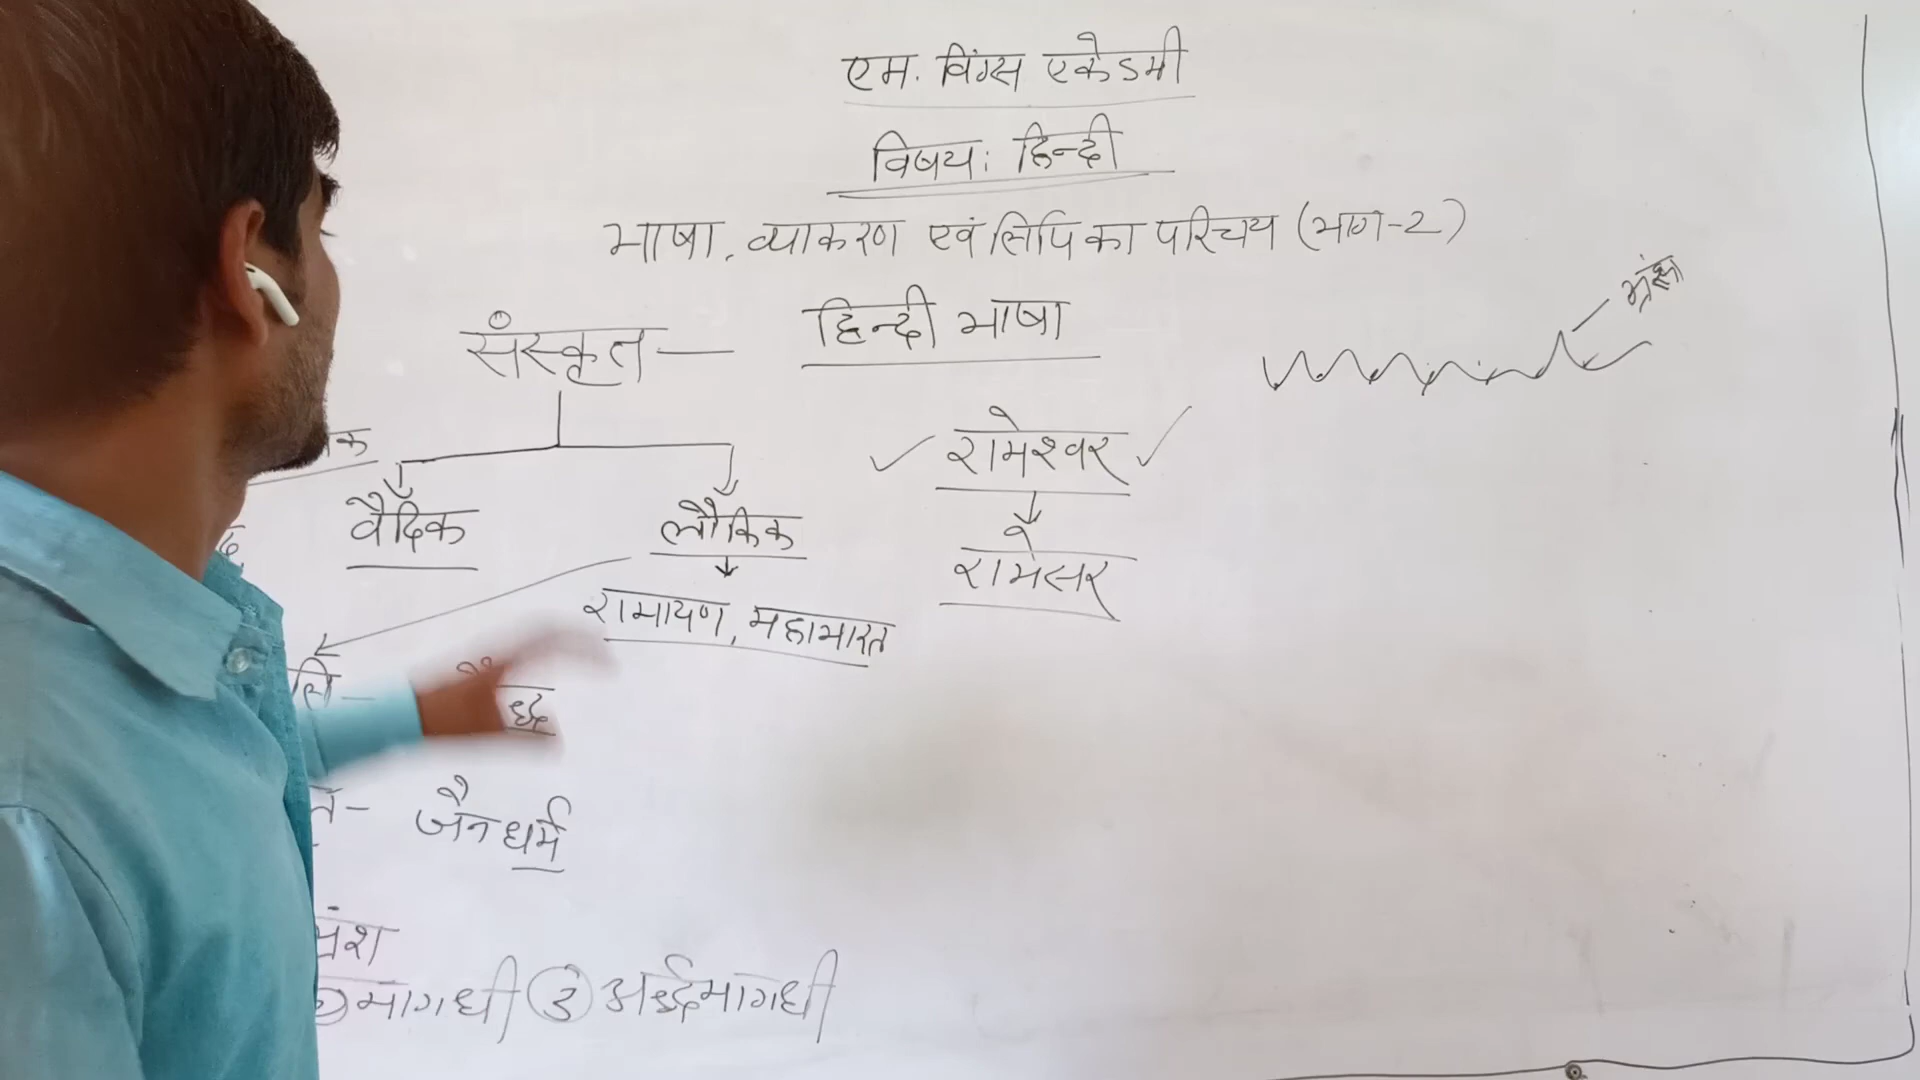 एम. विंग्स एकेडमी
विषय: हिन्दी
भाषा, व्याकरण एवं लिपि का परिचय (भाग-2)
संस्कृत — हिन्दी भाषा
रामेश्वर
वैदिक लौकिक
रामेसर
रामायण, महाभारत
जैन धर्म
मागधी ③ अर्द्धमागधी